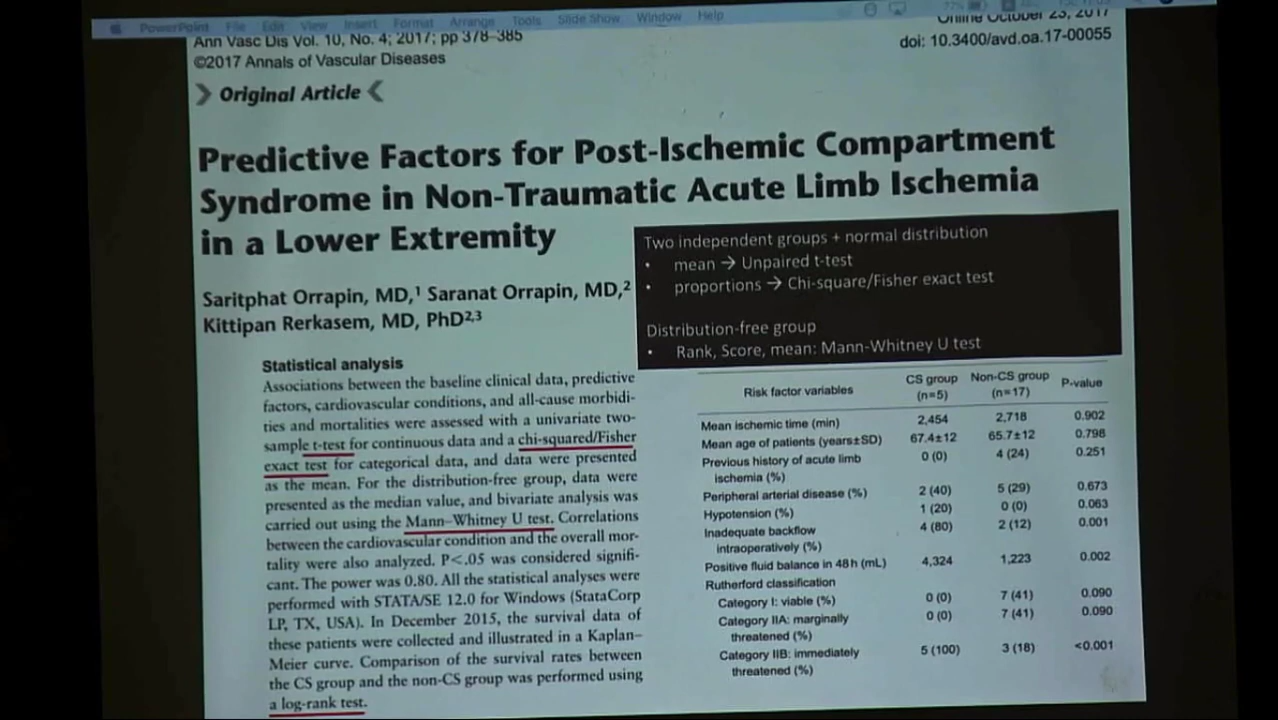 PowerPoint File Edit View Insert Format Arrange Tools Slide Show Window Help
77%
Ann Vasc Dis Vol. 10, No. 4; 2017; pp 378–385
Online October 23, 2017
©2017 Annals of Vascular Diseases
doi: 10.3400/avd.oa.17-00055
Original Article
Predictive Factors for Post-Ischemic Compartment
Syndrome in Non-Traumatic Acute Limb Ischemia
in a Lower Extremity
Saritphat Orrapin, MD,¹ Saranat Orrapin, MD,²
Kittipan Rerkasem, MD, PhD²,³
Two independent groups + normal distribution
• mean → Unpaired t-test
• proportions → Chi-square/Fisher exact test
Distribution-free group
• Rank, Score, mean: Mann-Whitney U test
Statistical analysis
Associations between the baseline clinical data, predictive
factors, cardiovascular conditions, and all-cause morbidi-
ties and mortalities were assessed with a univariate two-
sample t-test for continuous data and a chi-squared/Fisher
exact test for categorical data, and data were presented
as the mean. For the distribution-free group, data were
presented as the median value, and bivariate analysis was
carried out using the Mann–Whitney U test. Correlations
between the cardiovascular condition and the overall mor-
tality were also analyzed. P<.05 was considered signifi-
cant. The power was 0.80. All the statistical analyses were
performed with STATA/SE 12.0 for Windows (StataCorp
LP, TX, USA). In December 2015, the survival data of
these patients were collected and illustrated in a Kaplan–
Meier curve. Comparison of the survival rates between
the CS group and the non-CS group was performed using
a log-rank test.
Risk factor variables CS group (n=5) Non-CS group (n=17) P-value
Mean ischemic time (min) 2,454 2,718 0.902
Mean age of patients (years±SD) 67.4±12 65.7±12 0.798
Previous history of acute limb 0 (0) 4 (24) 0.251
ischemia (%)
Peripheral arterial disease (%) 2 (40) 5 (29) 0.673
Hypotension (%) 1 (20) 0 (0) 0.063
Inadequate backflow 4 (80) 2 (12) 0.001
intraoperatively (%)
Positive fluid balance in 48 h (mL) 4,324 1,223 0.002
Rutherford classification
Category I: viable (%) 0 (0) 7 (41) 0.090
Category IIA: marginally 0 (0) 7 (41) 0.090
threatened (%)
Category IIB: immediately 5 (100) 3 (18) <0.001
threatened (%)